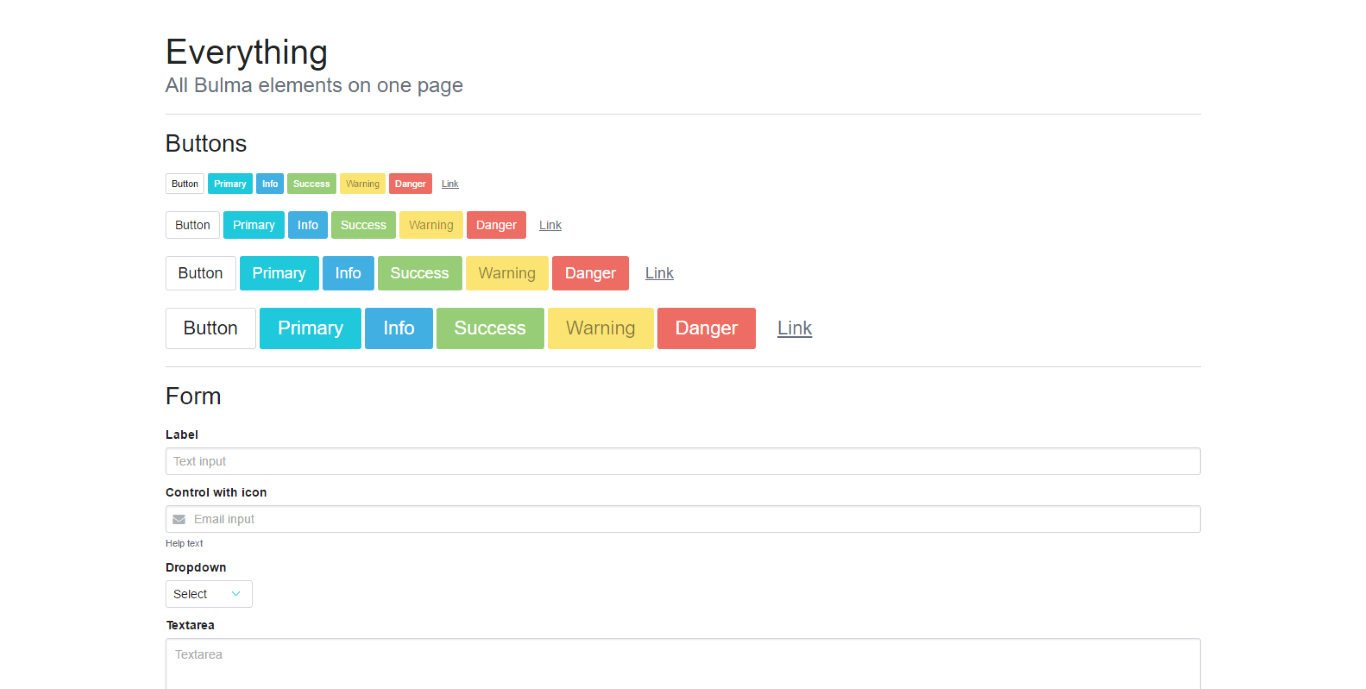 Everything
All Bulma elements on one page
Buttons
Button Primary Info Success Warning Danger Link
Button Primary Info Success Warning Danger Link
Button Primary Info Success Warning Danger Link
Button Primary Info Success Warning Danger Link
Form
Label
Text input
Control with icon
Email input
Help text
Dropdown
Select
Textarea
Textarea